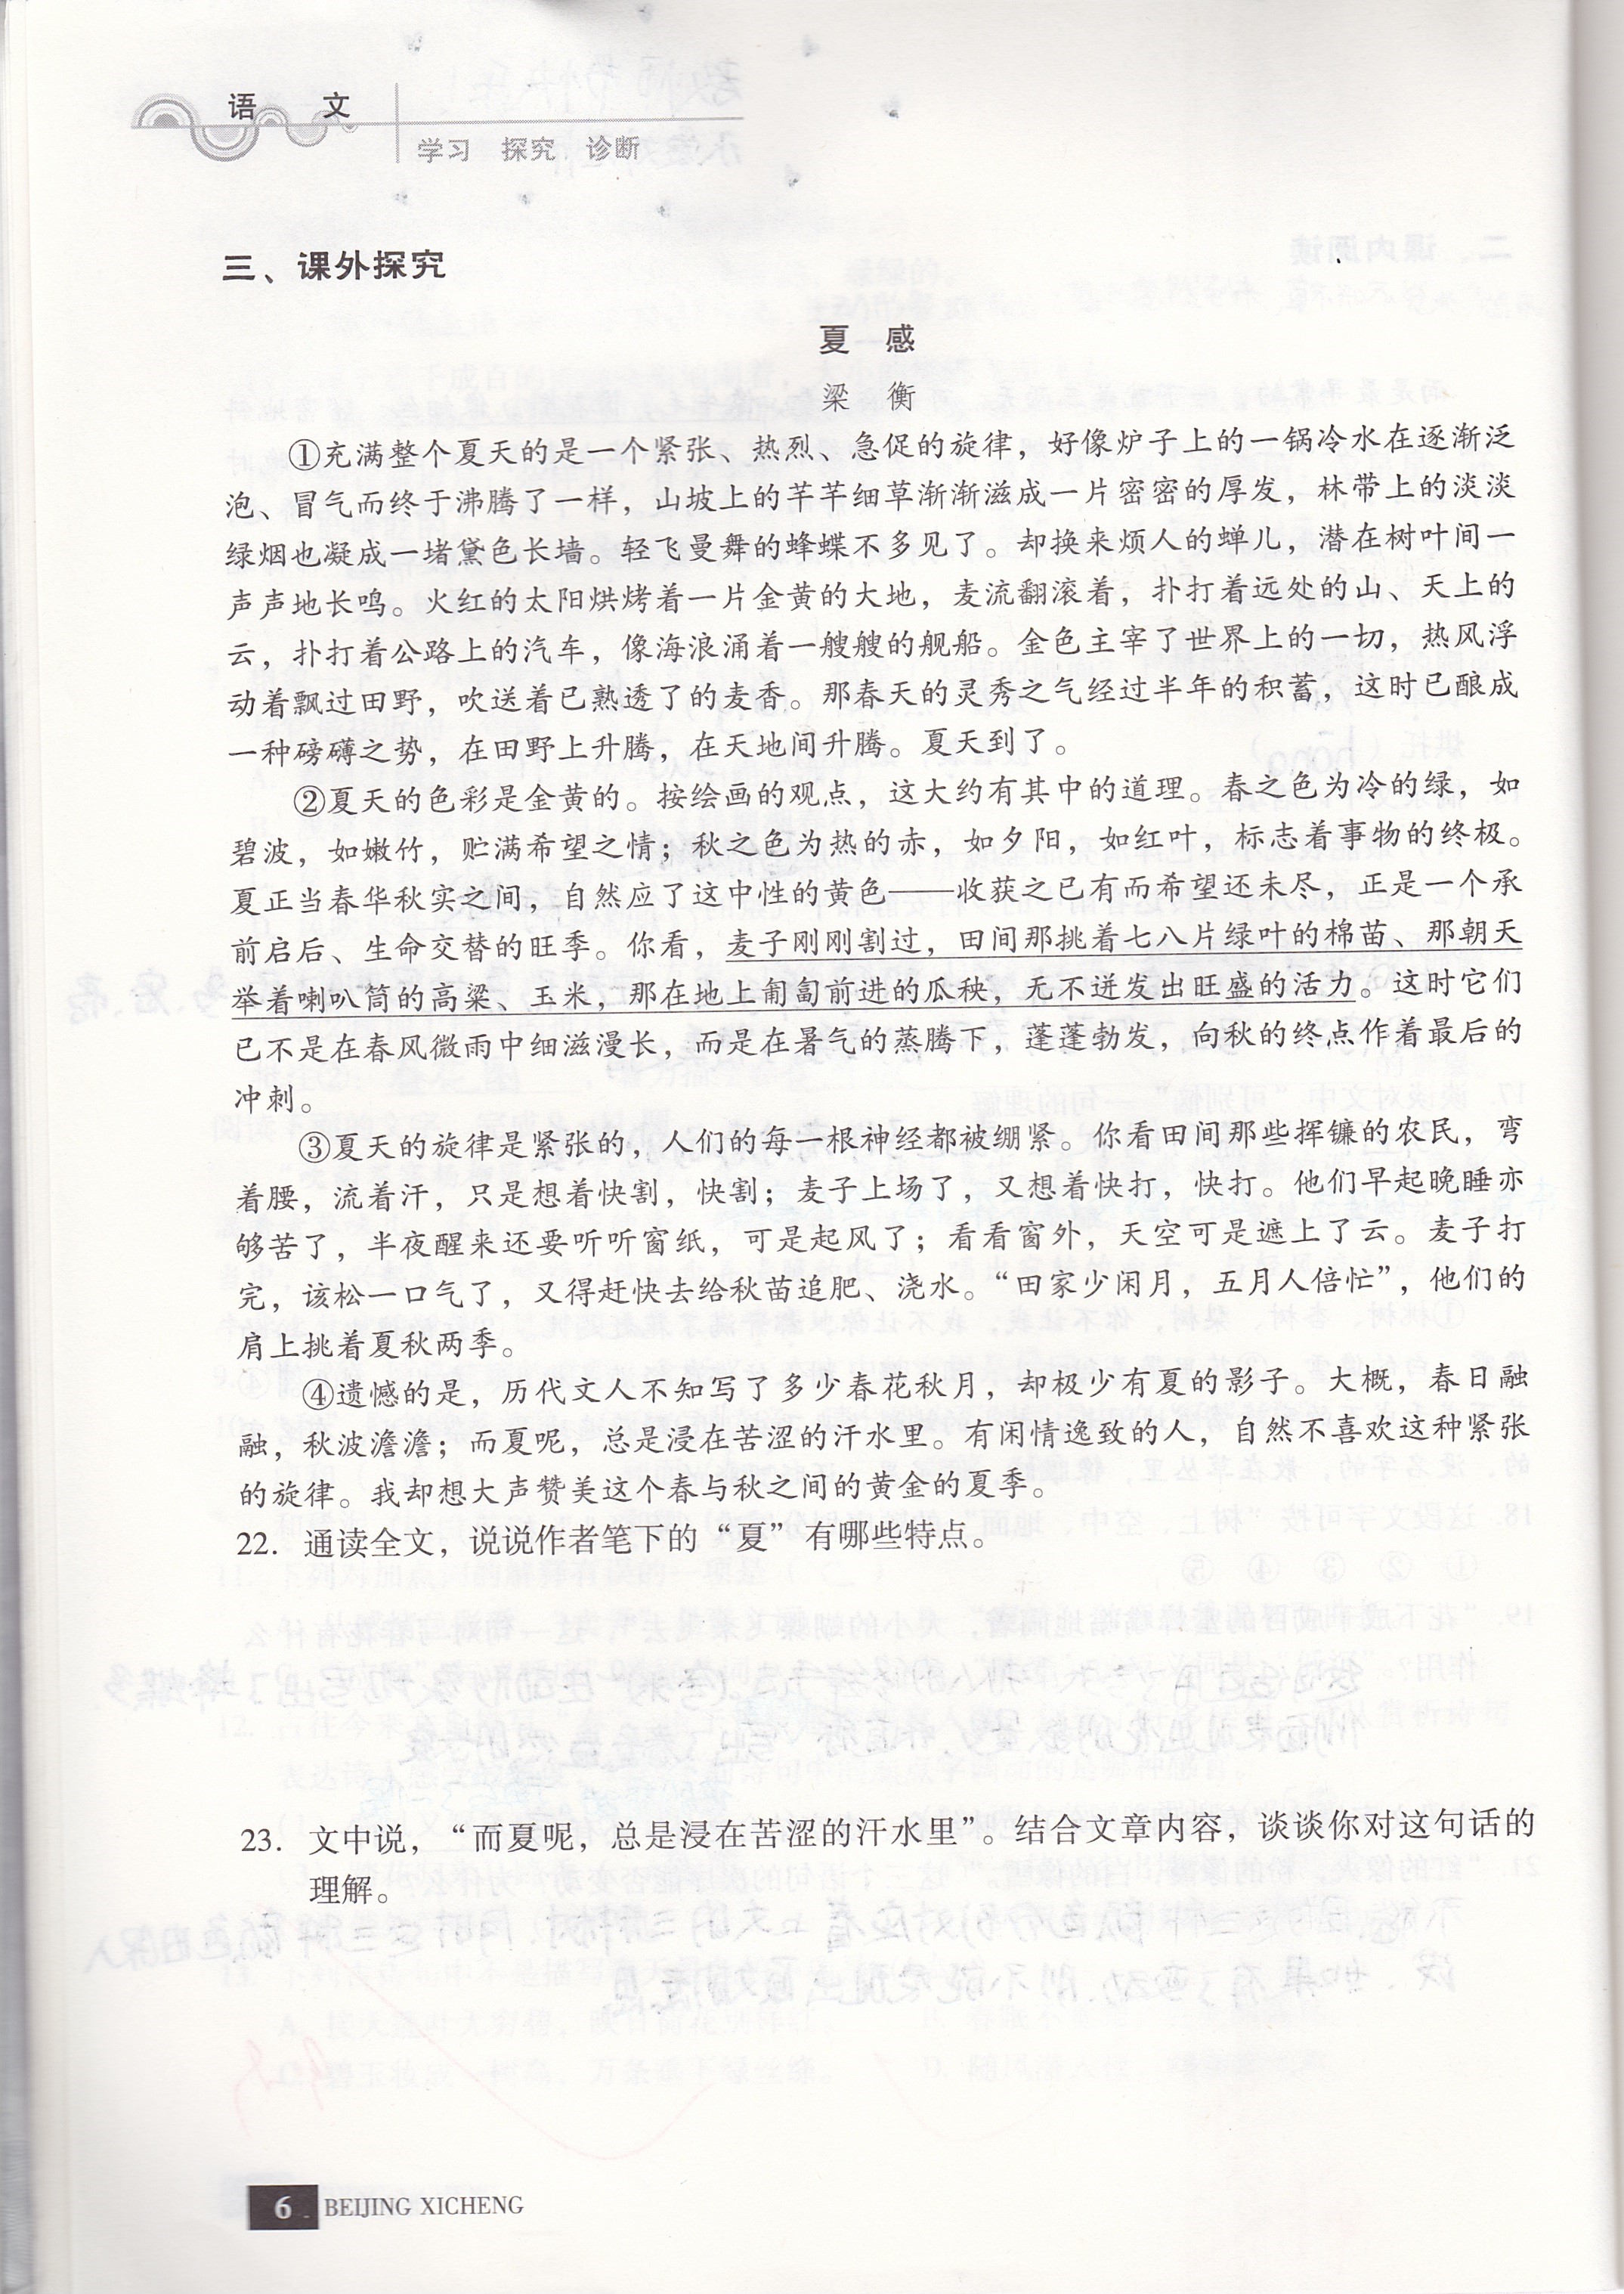 语 文
学习 探究 诊断
三、课外探究
夏 感
梁 衡
①充满整个夏天的是一个紧张、热烈、急促的旋律，好像炉子上的一锅冷水在逐渐泛
泡、冒气而终于沸腾了一样，山坡上的芊芊细草渐渐滋成一片密密的厚发，林带上的淡淡
绿烟也凝成一堵黛色长墙。轻飞曼舞的蜂蝶不多见了。却换来烦人的蝉儿，潜在树叶间一
声声地长鸣。火红的太阳烘烤着一片金黄的大地，麦流翻滚着，扑打着远处的山、天上的
云，扑打着公路上的汽车，像海浪涌着一艘艘的舰船。金色主宰了世界上的一切，热风浮
动着飘过田野，吹送着已熟透了的麦香。那春天的灵秀之气经过半年的积蓄，这时已酿成
一种磅礴之势，在田野上升腾，在天地间升腾。夏天到了。
②夏天的色彩是金黄的。按绘画的观点，这大约有其中的道理。春之色为冷的绿，如
碧波，如嫩竹，贮满希望之情；秋之色为热的赤，如夕阳，如红叶，标志着事物的终极。
夏正当春华秋实之间，自然应了这中性的黄色——收获之已有而希望还未尽，正是一个承
前启后、生命交替的旺季。你看，麦子刚刚割过，田间那挑着七八片绿叶的棉苗、那朝天
举着喇叭筒的高粱、玉米，那在地上匍匐前进的瓜秧，无不迸发出旺盛的活力。这时它们
已不是在春风微雨中细滋漫长，而是在暑气的蒸腾下，蓬蓬勃发，向秋的终点作着最后的
冲刺。
③夏天的旋律是紧张的，人们的每一根神经都被绷紧。你看田间那些挥镰的农民，弯
着腰，流着汗，只是想着快割，快割；麦子上场了，又想着快打，快打。他们早起晚睡亦
够苦了，半夜醒来还要听听窗纸，可是起风了；看看窗外，天空可是遮上了云。麦子打
完，该松一口气了，又得赶快去给秋苗追肥、浇水。“田家少闲月，五月人倍忙”，他们的
肩上挑着夏秋两季。
④遗憾的是，历代文人不知写了多少春花秋月，却极少有夏的影子。大概，春日融
融，秋波澹澹；而夏呢，总是浸在苦涩的汗水里。有闲情逸致的人，自然不喜欢这种紧张
的旋律。我却想大声赞美这个春与秋之间的黄金的夏季。
22. 通读全文，说说作者笔下的“夏”有哪些特点。
23. 文中说，“而夏呢，总是浸在苦涩的汗水里”。结合文章内容，谈谈你对这句话的
理解。
6 BEIJING XICHENG